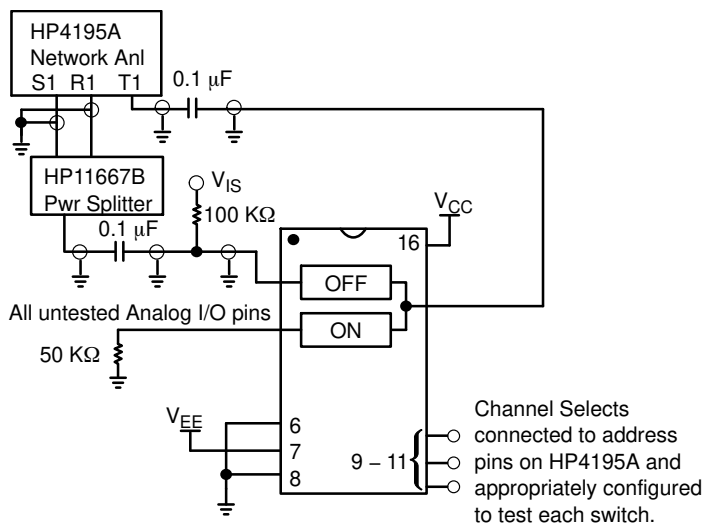 HP4195A
Network Anl
S1 R1 T1
0.1 μF
HP11667B
Pwr Splitter
V_IS
100 KΩ
0.1 μF
V_CC
16
OFF
All untested Analog I/O pins
ON
50 KΩ
V_EE
6
7
8
9 – 11
Channel Selects
connected to address
pins on HP4195A and
appropriately configured
to test each switch.